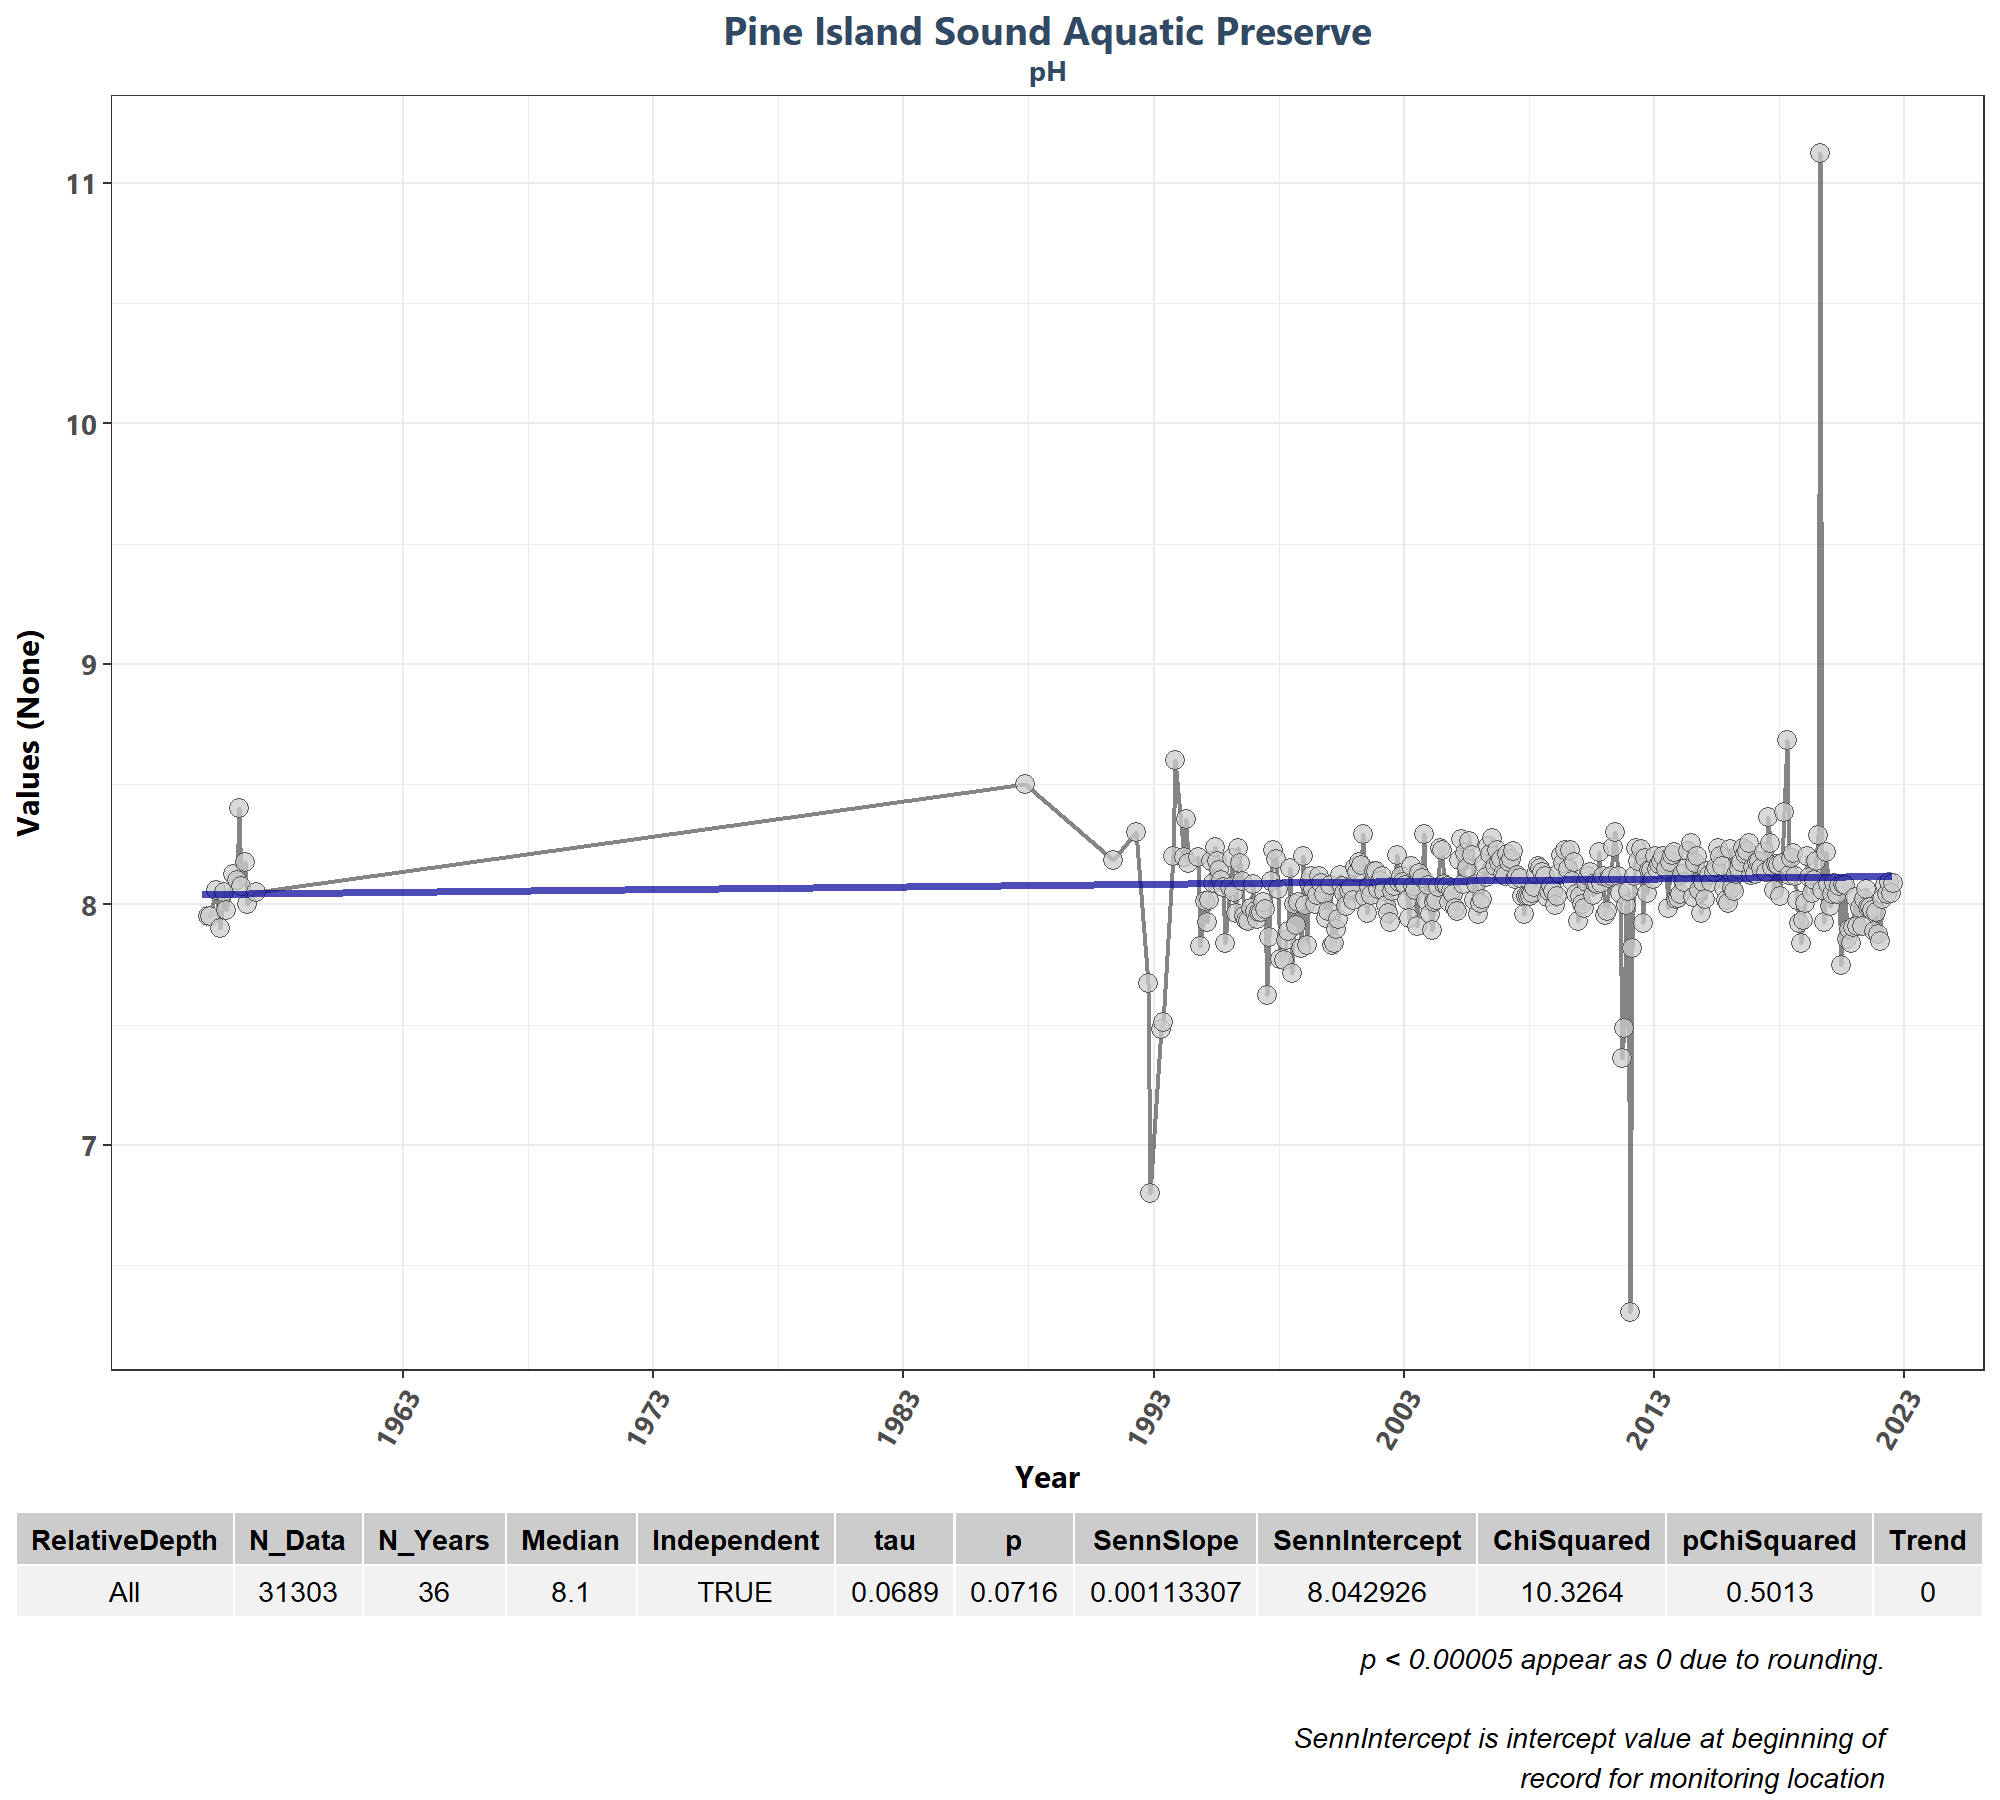 Pine Island Sound Aquatic Preserve
pH
Values (None)
11
10
9
8
7
1963
1973
1983
1993
2003
2013
2023
Year
RelativeDepth N_Data N_Years Median Independent tau p SennSlope SennIntercept ChiSquared pChiSquared Trend
All 31303 36 8.1 TRUE 0.0689 0.0716 0.00113307 8.042926 10.3264 0.5013 0
p < 0.00005 appear as 0 due to rounding.
SennIntercept is intercept value at beginning of
record for monitoring location